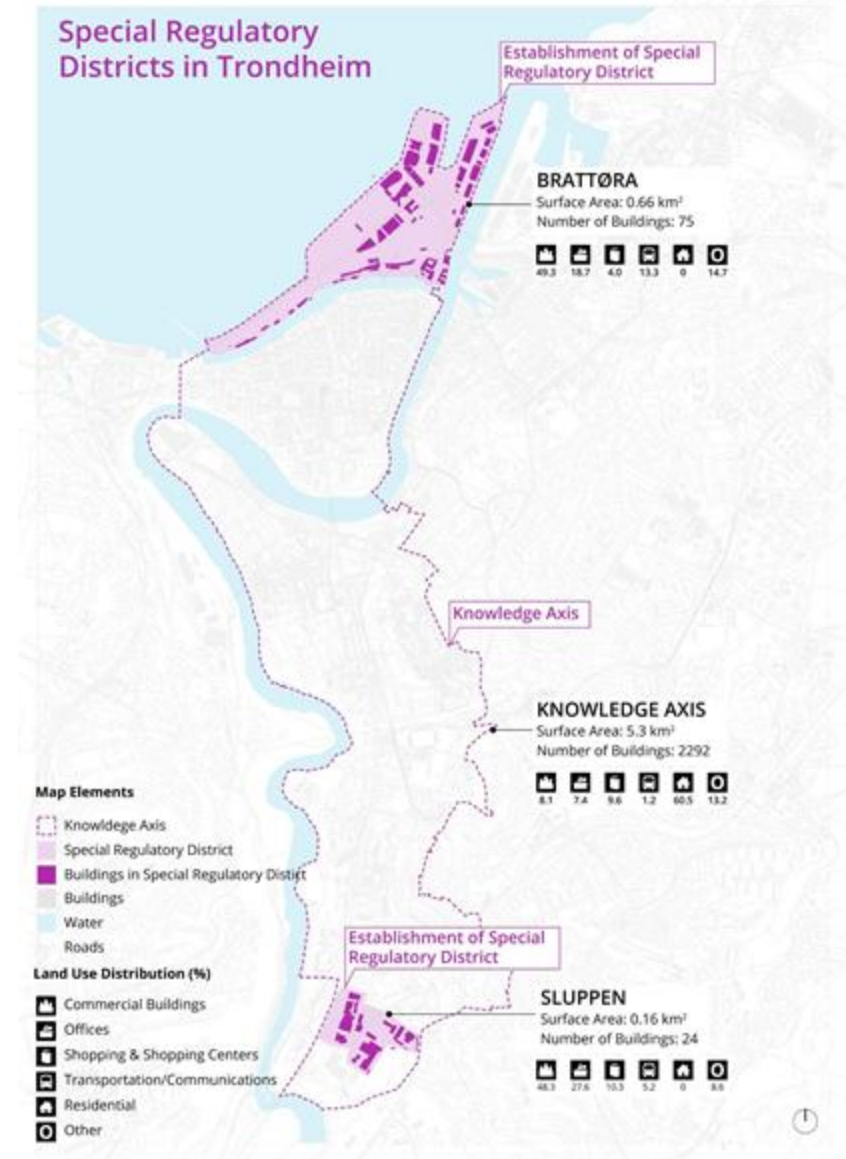 Special Regulatory
Districts in Trondheim
Establishment of Special
Regulatory District
BRATTØRA
Surface Area: 0.66 km²
Number of Buildings: 75
49.3 18.7 4.0 13.3 0 14.7
Knowledge Axis
KNOWLEDGE AXIS
Surface Area: 5.3 km²
Number of Buildings: 2292
8.1 7.4 9.6 1.2 60.5 13.2
Map Elements
Knowldege Axis
Special Regulatory District
Buildings in Special Regulatory Distict
Buildings
Water
Roads
Land Use Distribution (%)
Commercial Buildings
Offices
Shopping & Shopping Centers
Transportation/Communications
Residential
Other
Establishment of Special
Regulatory District
SLUPPEN
Surface Area: 0.16 km²
Number of Buildings: 24
48.3 27.6 10.3 5.2 0 8.6